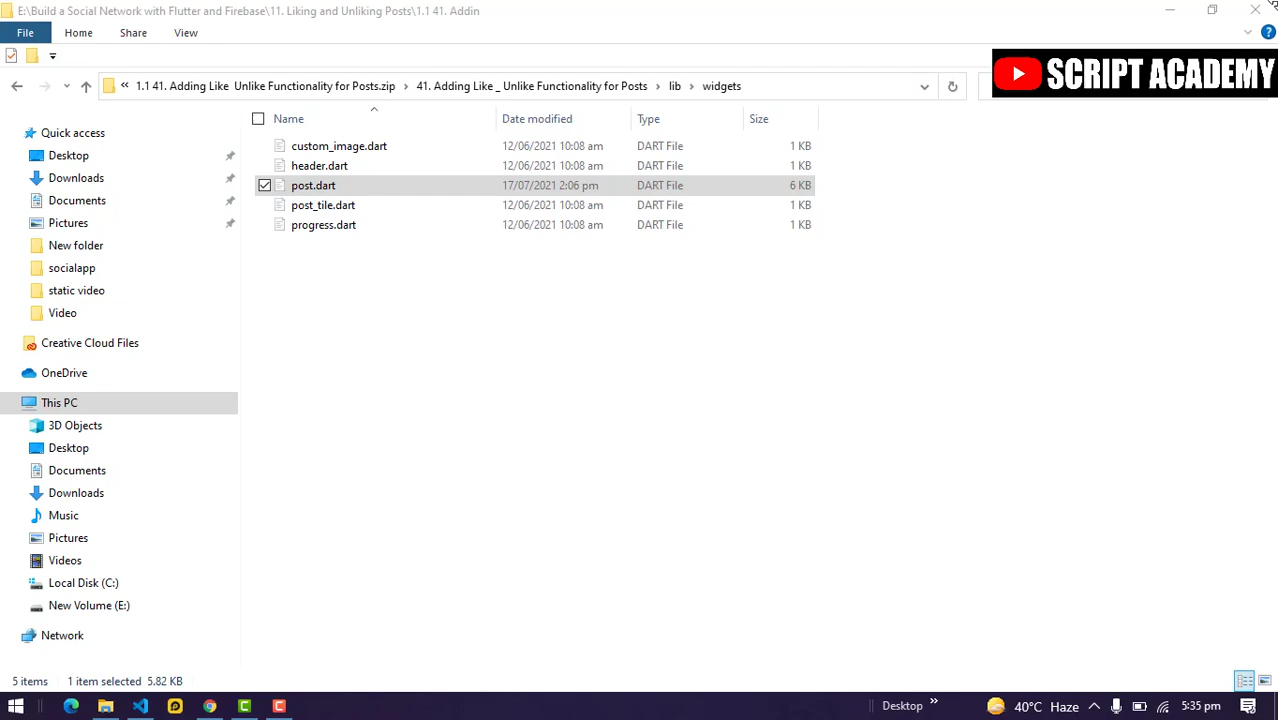 E:\Build a Social Network with Flutter and Firebase\11. Liking and Unliking Posts\1.1 41. Addin
File Home Share View
SCRIPT ACADEMY
« 1.1 41. Adding Like  Unlike Functionality for Posts.zip › 41. Adding Like _ Unlike Functionality for Posts › lib › widgets
Name Date modified Type Size
custom_image.dart 12/06/2021 10:08 am DART File 1 KB
header.dart 12/06/2021 10:08 am DART File 1 KB
post.dart 17/07/2021 2:06 pm DART File 6 KB
post_tile.dart 12/06/2021 10:08 am DART File 1 KB
progress.dart 12/06/2021 10:08 am DART File 1 KB
Quick access
Desktop
Downloads
Documents
Pictures
New folder
socialapp
static video
Video
Creative Cloud Files
OneDrive
This PC
3D Objects
Desktop
Documents
Downloads
Music
Pictures
Videos
Local Disk (C:)
New Volume (E:)
Network
5 items 1 item selected 5.82 KB
Desktop » 40°C Haze 5:35 pm